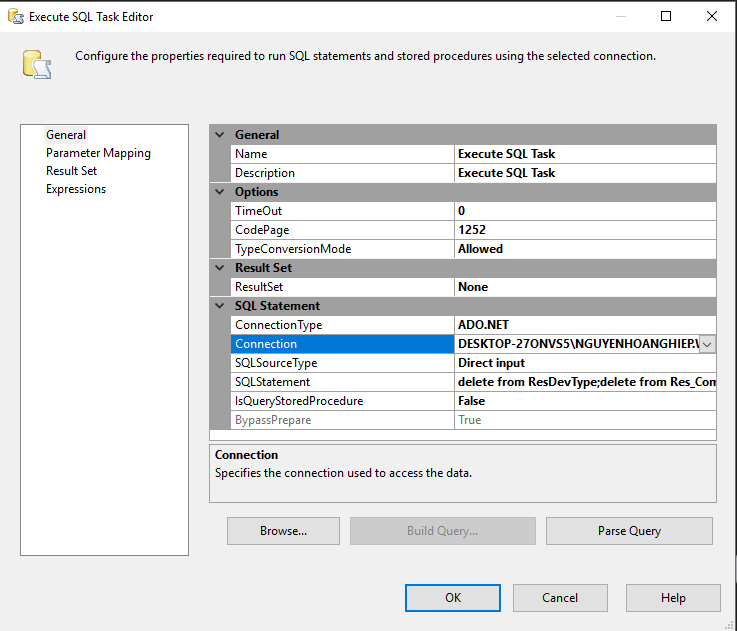 Execute SQL Task Editor
Configure the properties required to run SQL statements and stored procedures using the selected connection.
General
Parameter Mapping
Result Set
Expressions
General
Name Execute SQL Task
Description Execute SQL Task
Options
TimeOut 0
CodePage 1252
TypeConversionMode Allowed
Result Set
ResultSet None
SQL Statement
ConnectionType ADO.NET
Connection DESKTOP-27ONVS5\NGUYENHOANGHIEP.W
SQLSourceType Direct input
SQLStatement delete from ResDevType;delete from Res_Com
IsQueryStoredProcedure False
BypassPrepare True
Connection
Specifies the connection used to access the data.
Browse... Build Query... Parse Query
OK Cancel Help